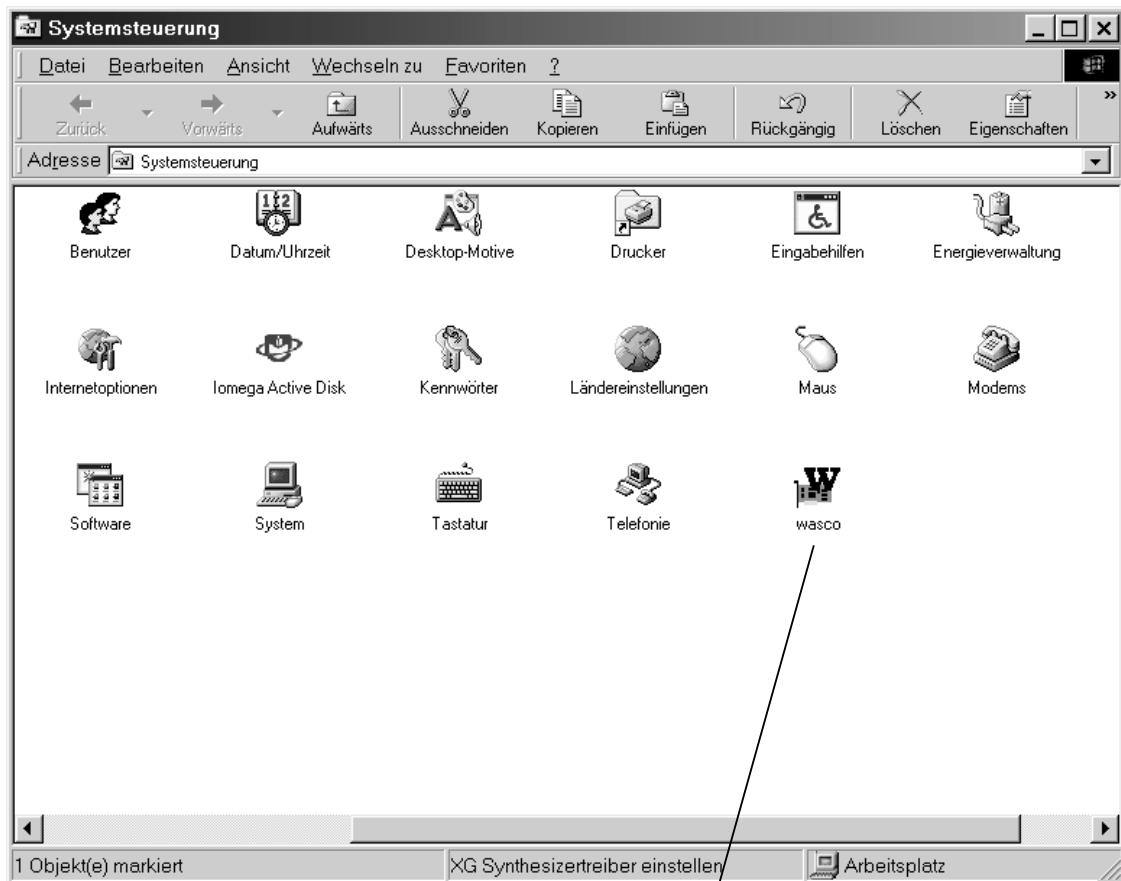 Systemsteuerung
Datei Bearbeiten Ansicht Wechseln zu Favoriten ?
Zurück Vorwärts Aufwärts Ausschneiden Kopieren Einfügen Rückgängig Löschen Eigenschaften »
Adresse Systemsteuerung
Benutzer Datum/Uhrzeit Desktop-Motive Drucker Eingabehilfen Energieverwaltung
Internetoptionen Iomega Active Disk Kennwörter Ländereinstellungen Maus Modems
Software System Tastatur Telefonie wasco
1 Objekt(e) markiert XG Synthesizertreiber einstellen Arbeitsplatz